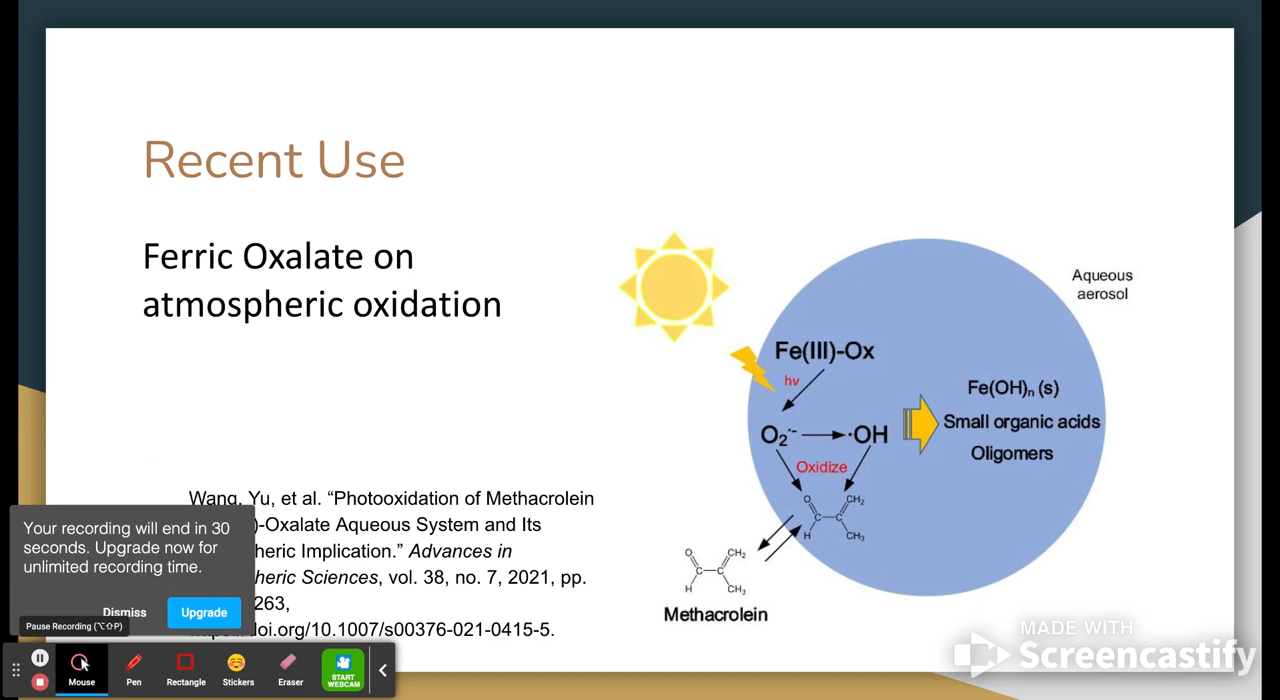 Recent Use
Ferric Oxalate on
atmospheric oxidation
Aqueous
aerosol
Fe(III)-Ox
hν
O₂·⁻
·OH
Oxidize
Fe(OH)ₙ (s)
Small organic acids
Oligomers
O
CH₂
C
C
H
CH₃
O
CH₂
C
C
H
CH₃
Methacrolein
Wang, Yu, et al. “Photooxidation of Methacrolein
)-Oxalate Aqueous System and Its
heric Implication.” Advances in
heric Sciences, vol. 38, no. 7, 2021, pp.
263,
doi.org/10.1007/s00376-021-0415-5.
Your recording will end in 30
seconds. Upgrade now for
unlimited recording time.
Dismiss
Upgrade
Pause Recording (⌥⇧P)
Mouse
Pen
Rectangle
Stickers
Eraser
START
WEBCAM
MADE WITH
Screencastify